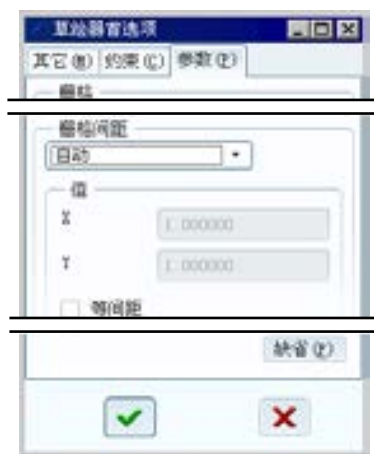 草绘器首选项
其它(M) 约束(C) 参数(P)
栅格
栅格间距
自动
值
X 1.000000
Y 1.000000
等间距
缺省(P)